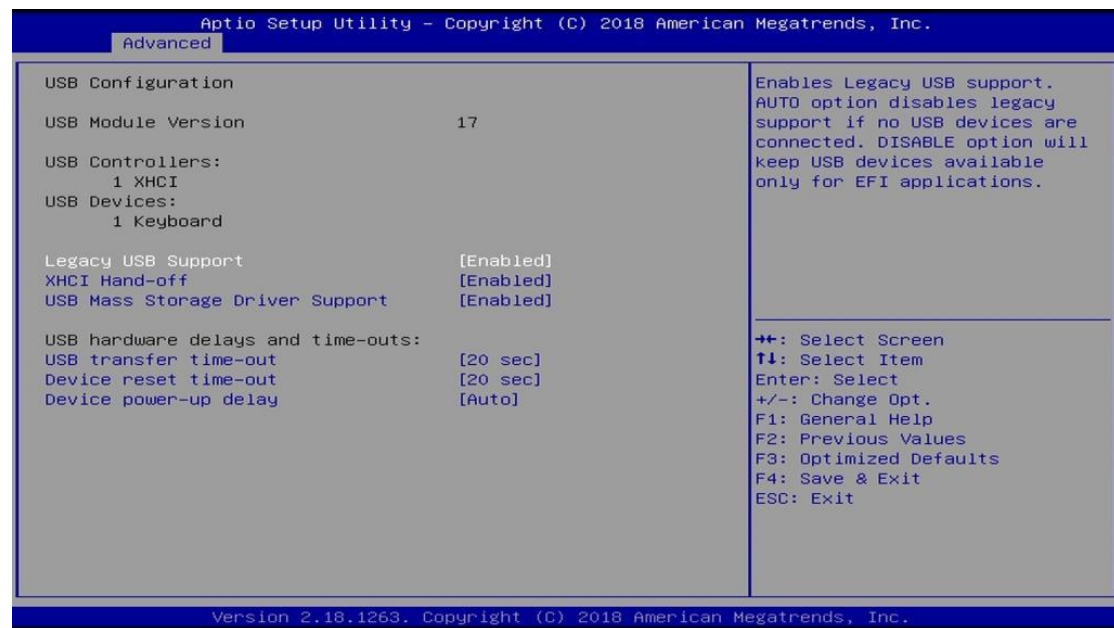 Aptio Setup Utility – Copyright (C) 2018 American Megatrends, Inc.
Advanced
USB Configuration
USB Module Version 17
USB Controllers:
1 XHCI
USB Devices:
1 Keyboard
Legacy USB Support [Enabled]
XHCI Hand-off [Enabled]
USB Mass Storage Driver Support [Enabled]
USB hardware delays and time-outs:
USB transfer time-out [20 sec]
Device reset time-out [20 sec]
Device power-up delay [Auto]
Enables Legacy USB support.
AUTO option disables legacy
support if no USB devices are
connected. DISABLE option will
keep USB devices available
only for EFI applications.
→←: Select Screen
↑↓: Select Item
Enter: Select
+/-: Change Opt.
F1: General Help
F2: Previous Values
F3: Optimized Defaults
F4: Save & Exit
ESC: Exit
Version 2.18.1263. Copyright (C) 2018 American Megatrends, Inc.